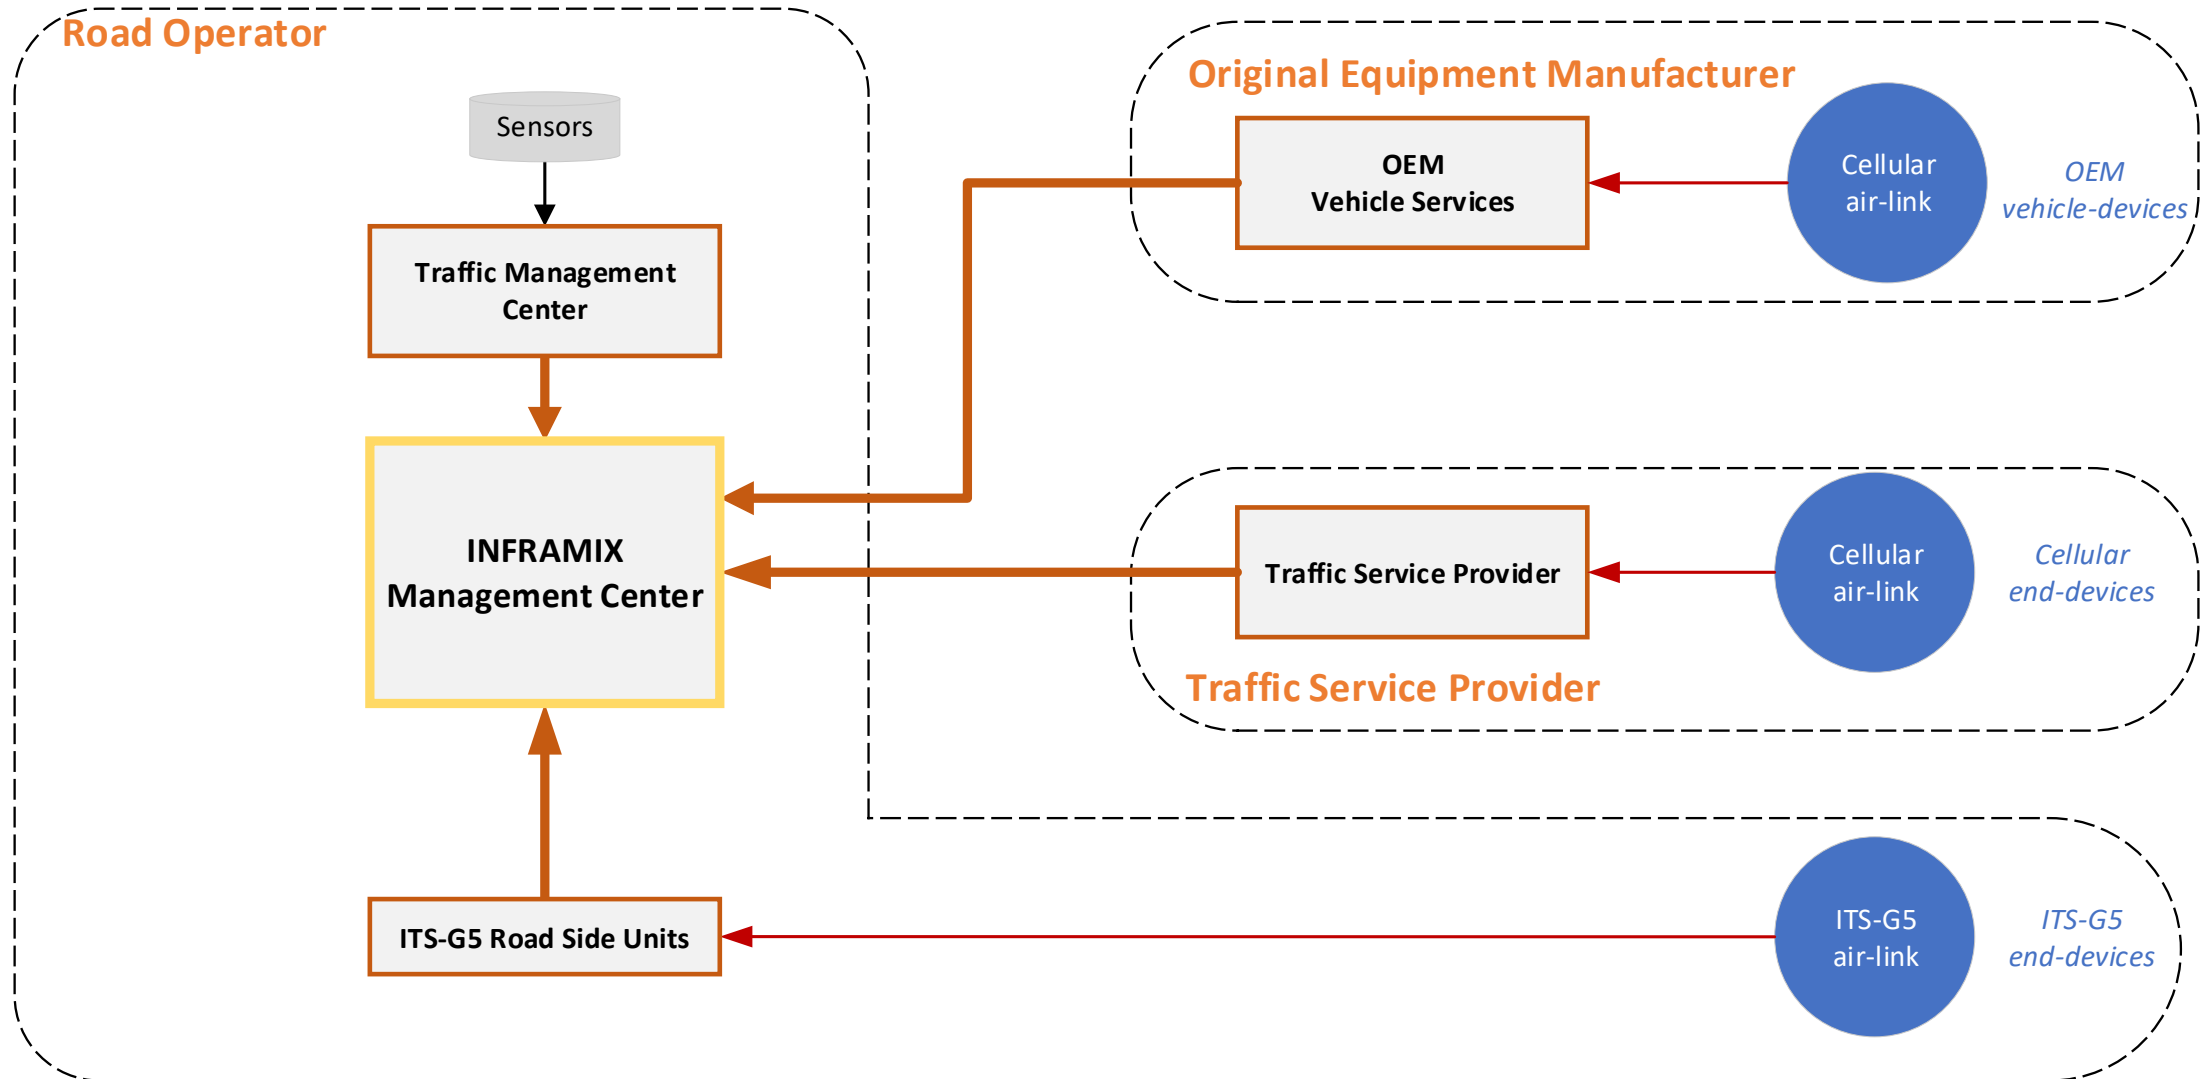 Road Operator
Sensors
Traffic Management
Center
INFRAMIX
Management Center
ITS-G5 Road Side Units
Original Equipment Manufacturer
OEM
Vehicle Services
Cellular
air-link
OEM
vehicle-devices
Traffic Service Provider
Cellular
air-link
Cellular
end-devices
Traffic Service Provider
ITS-G5
air-link
ITS-G5
end-devices